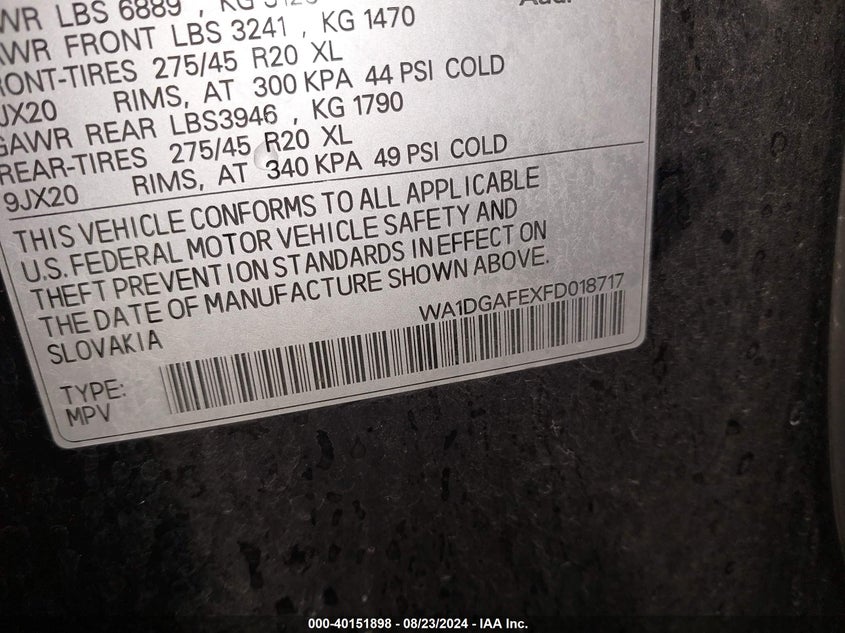 WR LBS 6889 , KG 3125
AWR FRONT LBS 3241 , KG 1470
RONT-TIRES 275/45 R20 XL
JX20 RIMS, AT 300 KPA 44 PSI COLD
GAWR REAR LBS3946 , KG 1790
REAR-TIRES 275/45 R20 XL
9JX20 RIMS, AT 340 KPA 49 PSI COLD
THIS VEHICLE CONFORMS TO ALL APPLICABLE
U.S. FEDERAL MOTOR VEHICLE SAFETY AND
THEFT PREVENTION STANDARDS IN EFFECT ON
THE DATE OF MANUFACTURE SHOWN ABOVE.
SLOVAKIA
WA1DGAFEXFD018717
TYPE:
MPV
000-40151898 - 08/23/2024 - IAA Inc.